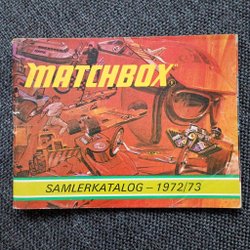 MATCHBOX
SAMLERKATALOG – 1972/73